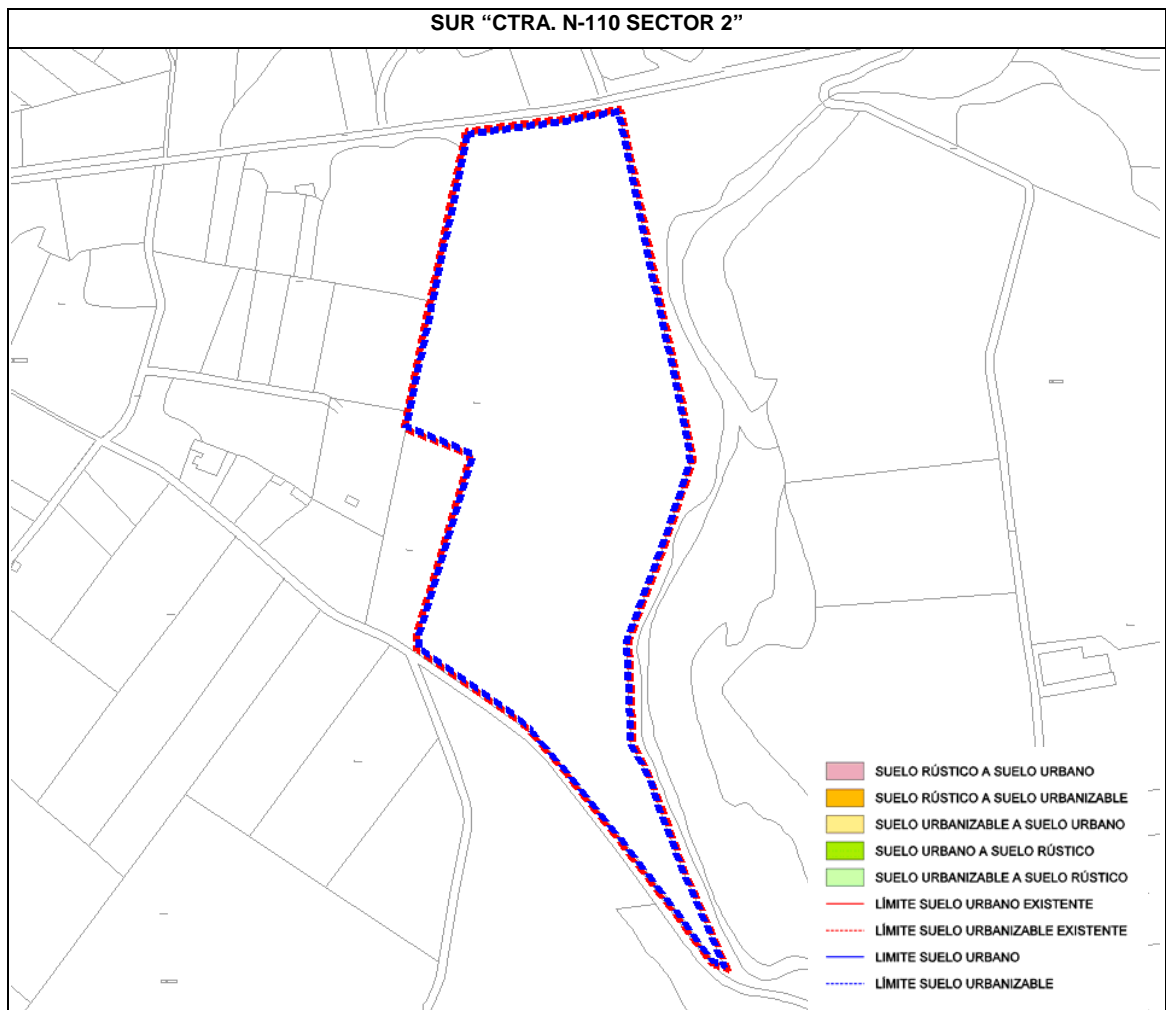 SUR “CTRA. N-110 SECTOR 2”
SUELO RÚSTICO A SUELO URBANO
SUELO RÚSTICO A SUELO URBANIZABLE
SUELO URBANIZABLE A SUELO URBANO
SUELO URBANO A SUELO RÚSTICO
SUELO URBANIZABLE A SUELO RÚSTICO
LÍMITE SUELO URBANO EXISTENTE
LÍMITE SUELO URBANIZABLE EXISTENTE
LIMITE SUELO URBANO
LÍMITE SUELO URBANIZABLE